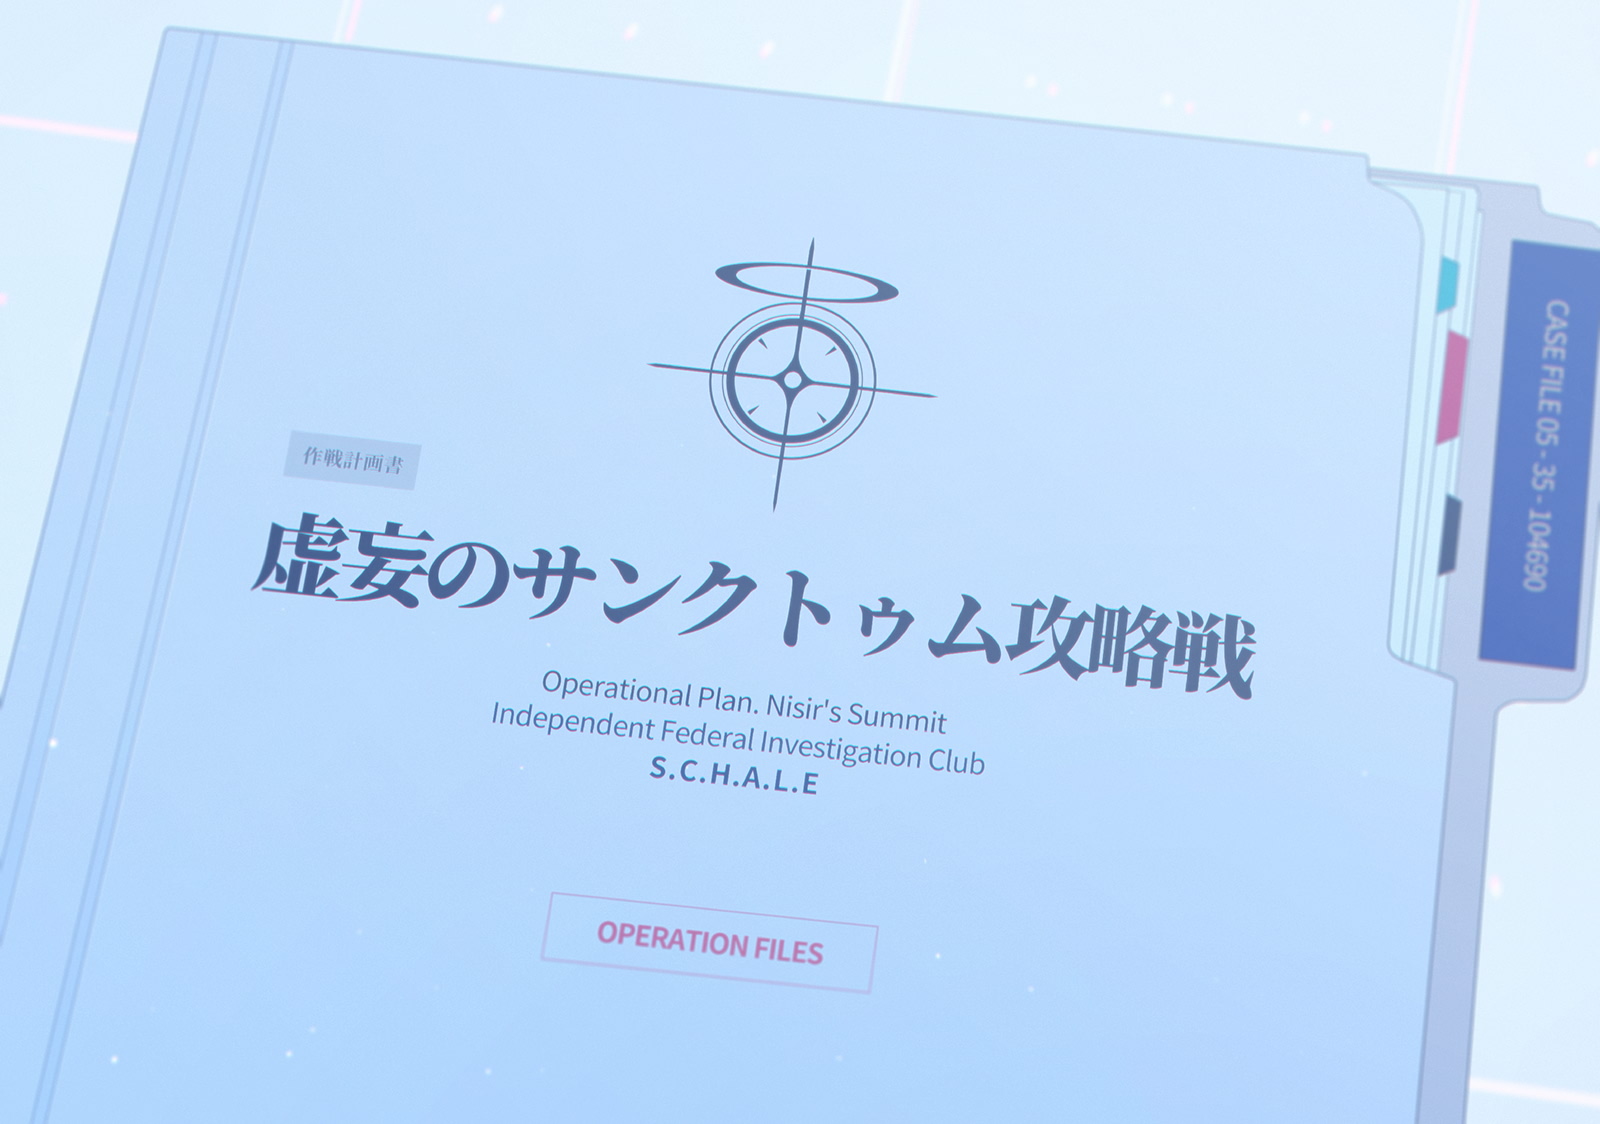 作戦計画書
虚妄のサンクトゥム攻略戦
Operational Plan. Nisir's Summit
Independent Federal Investigation Club
S.C.H.A.L.E
OPERATION FILES
CASE FILE 05 - 35 - 104690